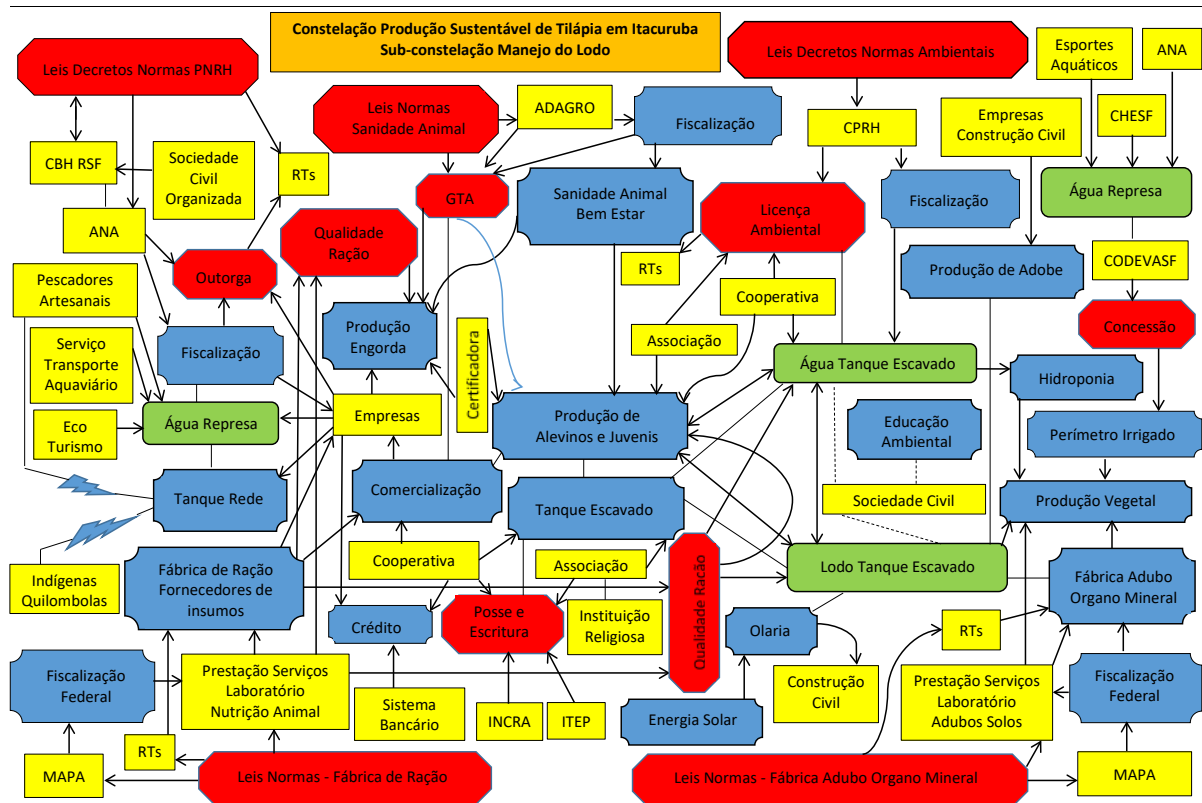 Constelação Produção Sustentável de Tilápia em Itacuruba
Sub-constelação Manejo do Lodo
Leis Decretos Normas PNRH
Leis Decretos Normas Ambientais
Esportes
Aquáticos
ANA
Leis Normas
Sanidade Animal
ADAGRO
Fiscalização
CPRH
Empresas
Construção Civil
CHESF
CBH RSF
Sociedade
Civil
Organizada
RTs
GTA
Sanidade Animal
Bem Estar
Licença
Ambiental
Fiscalização
Água Represa
ANA
Qualidade
Ração
RTs
Produção de Adobe
CODEVASF
Pescadores
Artesanais
Outorga
Cooperativa
Concessão
Serviço
Transporte
Aquaviário
Fiscalização
Produção
Engorda
Certificadora
Associação
Água Tanque Escavado
Hidroponia
Eco
Turismo
Água Represa
Empresas
Produção de
Alevinos e Juvenis
Educação
Ambiental
Perímetro Irrigado
Tanque Rede
Comercialização
Tanque Escavado
Sociedade Civil
Produção Vegetal
Indígenas
Quilombolas
Fábrica de Ração
Fornecedores de
insumos
Cooperativa
Associação
Qualidade Ração
Lodo Tanque Escavado
Fábrica Adubo
Organo Mineral
Crédito
Posse e
Escritura
Instituição
Religiosa
Olaria
RTs
Fiscalização
Federal
Prestação Serviços
Laboratório
Nutrição Animal
Sistema
Bancário
INCRA
ITEP
Energia Solar
Construção
Civil
Prestação Serviços
Laboratório
Adubos Solos
Fiscalização
Federal
RTs
MAPA
Leis Normas - Fábrica de Ração
Leis Normas - Fábrica Adubo Organo Mineral
MAPA